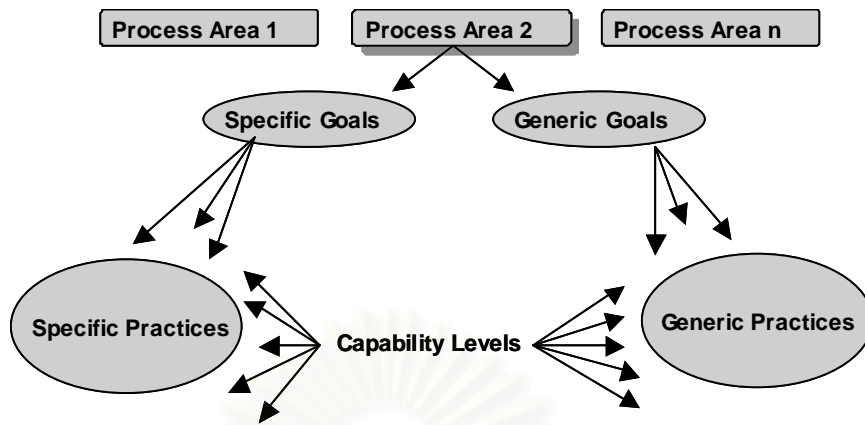 Process Area 1
Process Area 2
Process Area n
Specific Goals
Generic Goals
Specific Practices
Capability Levels
Generic Practices